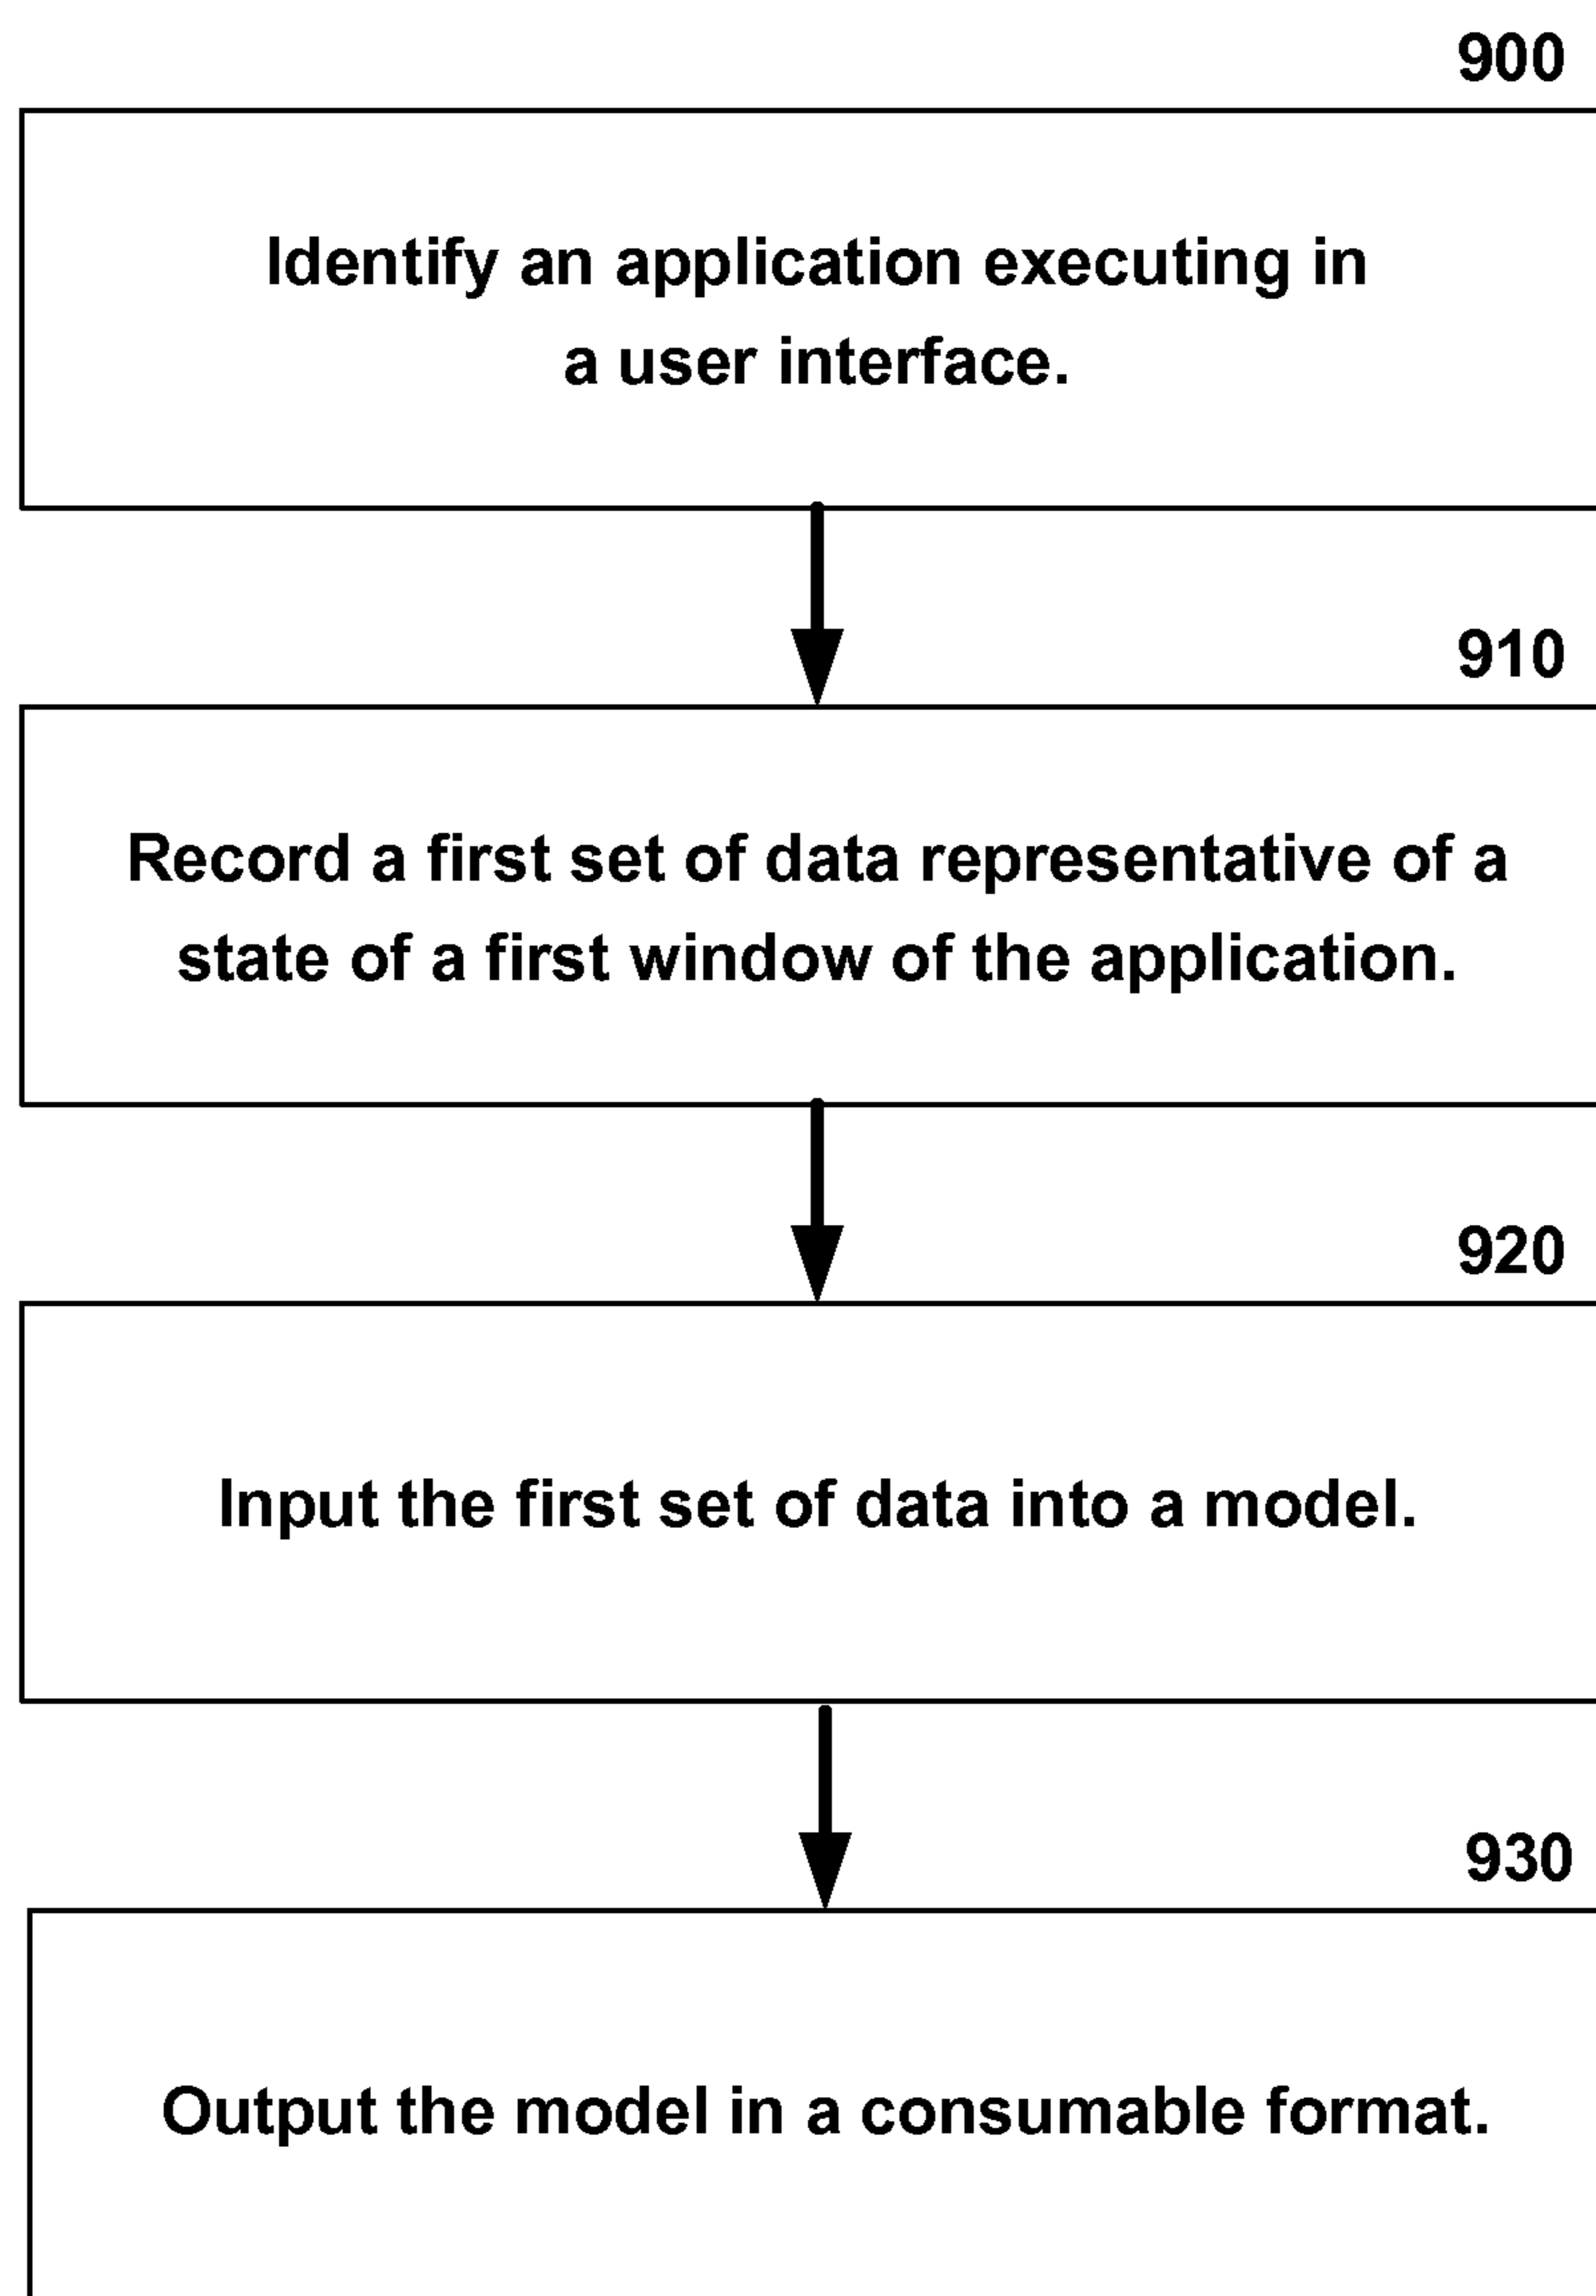 900
Identify an application executing in
a user interface.
910
Record a first set of data representative of a
state of a first window of the application.
920
Input the first set of data into a model.
930
Output the model in a consumable format.